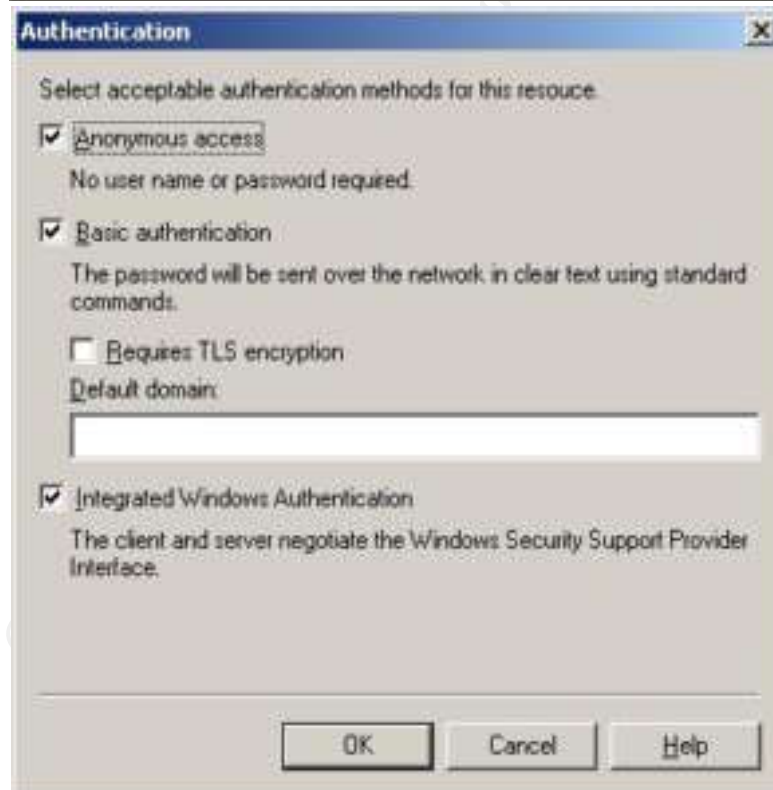 Authentication
Select acceptable authentication methods for this resouce.
Anonymous access
No user name or password required.
Basic authentication
The password will be sent over the network in clear text using standard
commands.
Requires TLS encryption
Default domain:
Integrated Windows Authentication
The client and server negotiate the Windows Security Support Provider
Interface.
OK
Cancel
Help